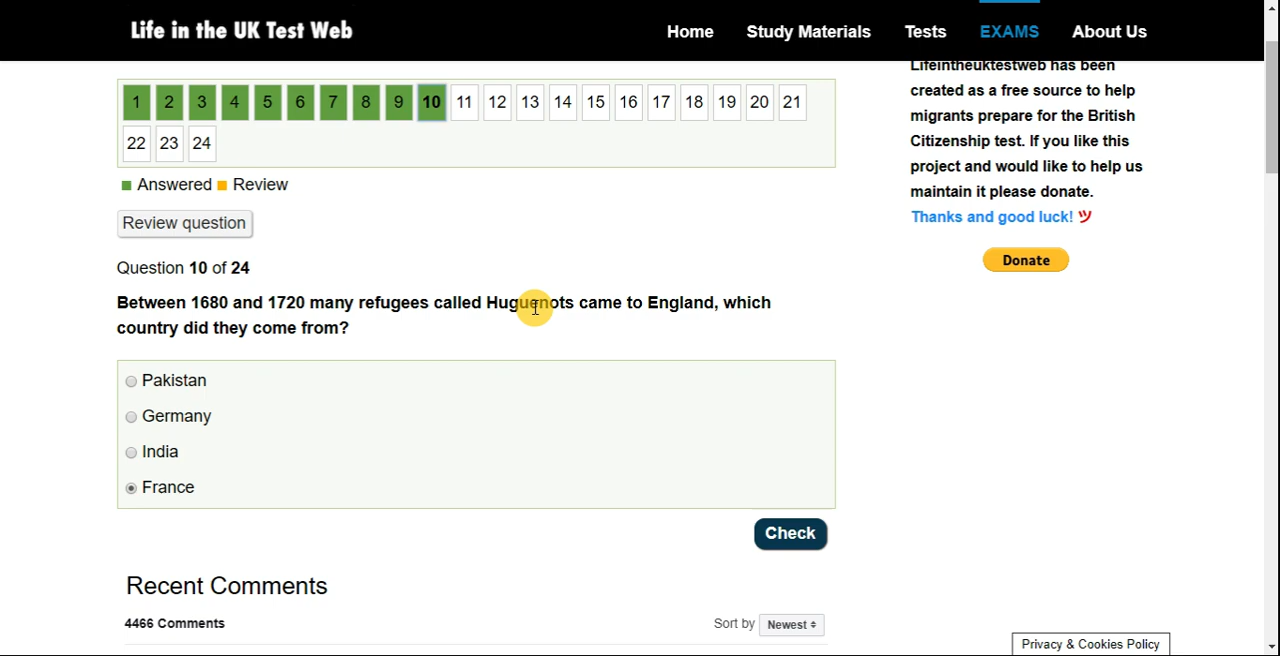 Life in the UK Test Web
Home Study Materials Tests EXAMS About Us
1 2 3 4 5 6 7 8 9 10 11 12 13 14 15 16 17 18 19 20 21
22 23 24
Answered Review
Review question
Question 10 of 24
Between 1680 and 1720 many refugees called Huguenots came to England, which
country did they come from?
Pakistan
Germany
India
France
Check
Recent Comments
4466 Comments
Sort by Newest
Lifeintheuktestweb has been
created as a free source to help
migrants prepare for the British
Citizenship test. If you like this
project and would like to help us
maintain it please donate.
Thanks and good luck! ツ
Donate
Privacy & Cookies Policy